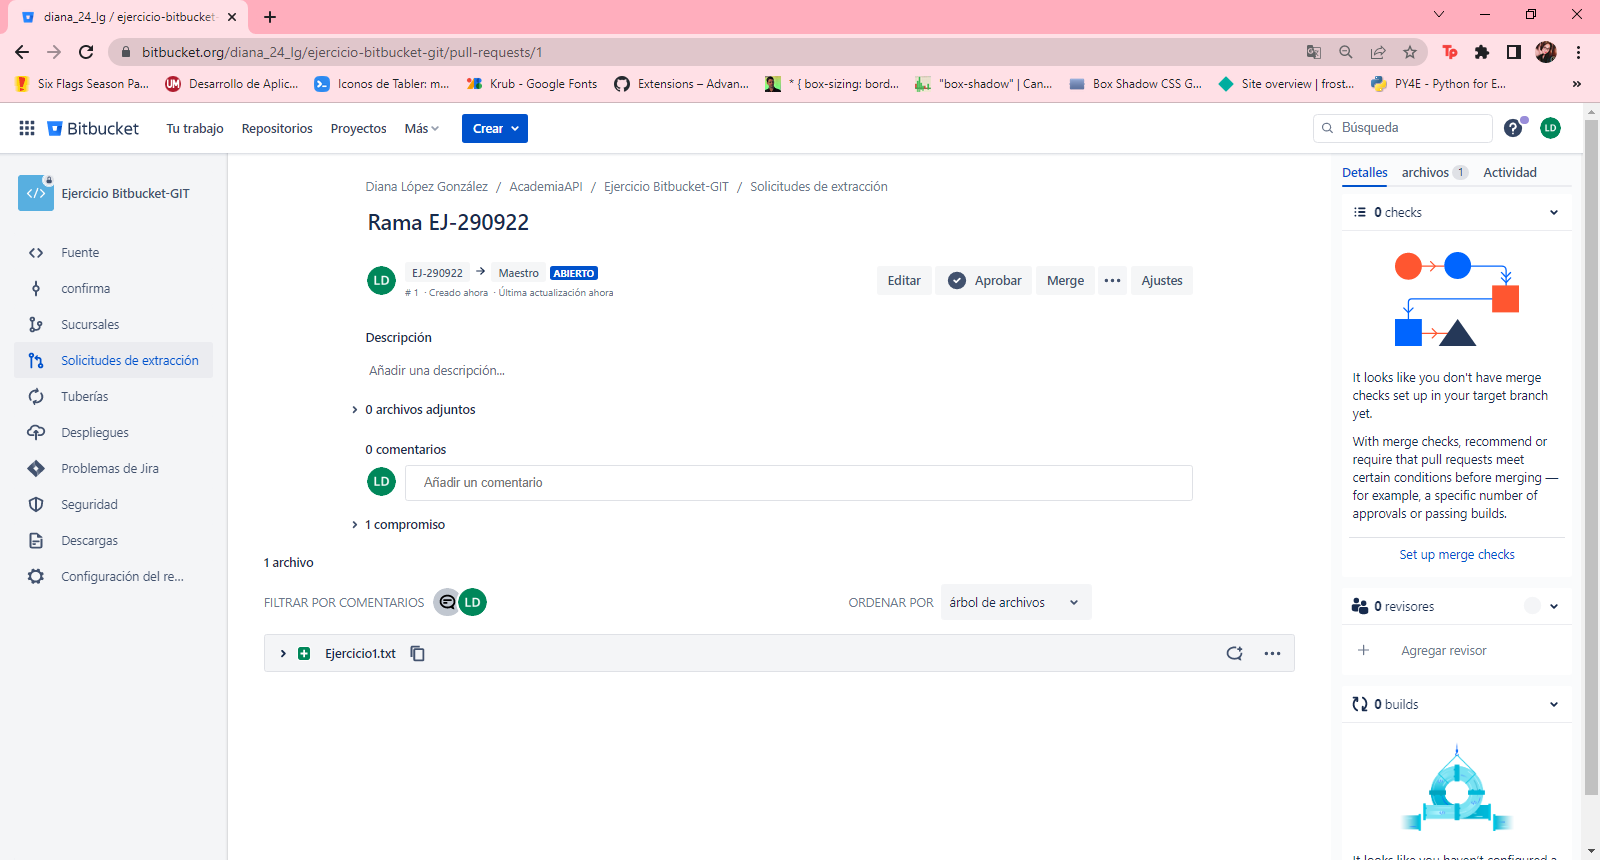 diana_24_lg / ejercicio-bitbucket-
bitbucket.org/diana_24_lg/ejercicio-bitbucket-git/pull-requests/1
Six Flags Season Pa... Desarrollo de Aplic... Iconos de Tabler: m... Krub - Google Fonts Extensions – Advan... * { box-sizing: bord... "box-shadow" | Can... Box Shadow CSS G... Site overview | frost... PY4E - Python for E... »
Bitbucket Tu trabajo Repositorios Proyectos Más Crear Búsqueda LD
Ejercicio Bitbucket-GIT
Fuente
confirma
Sucursales
Solicitudes de extracción
Tuberías
Despliegues
Problemas de Jira
Seguridad
Descargas
Configuración del re...
Diana López González / AcademiaAPI / Ejercicio Bitbucket-GIT / Solicitudes de extracción
Rama EJ-290922
LD EJ-290922 → Maestro ABIERTO
# 1 · Creado ahora · Última actualización ahora
Editar Aprobar Merge ••• Ajustes
Descripción
Añadir una descripción...
0 archivos adjuntos
0 comentarios
LD Añadir un comentario
1 compromiso
1 archivo
FILTRAR POR COMENTARIOS LD ORDENAR POR árbol de archivos
Ejercicio1.txt
Detalles archivos 1 Actividad
0 checks
It looks like you don't have merge
checks set up in your target branch
yet.
With merge checks, recommend or
require that pull requests meet
certain conditions before merging —
for example, a specific number of
approvals or passing builds.
Set up merge checks
0 revisores
Agregar revisor
0 builds
It looks like you haven't configured a